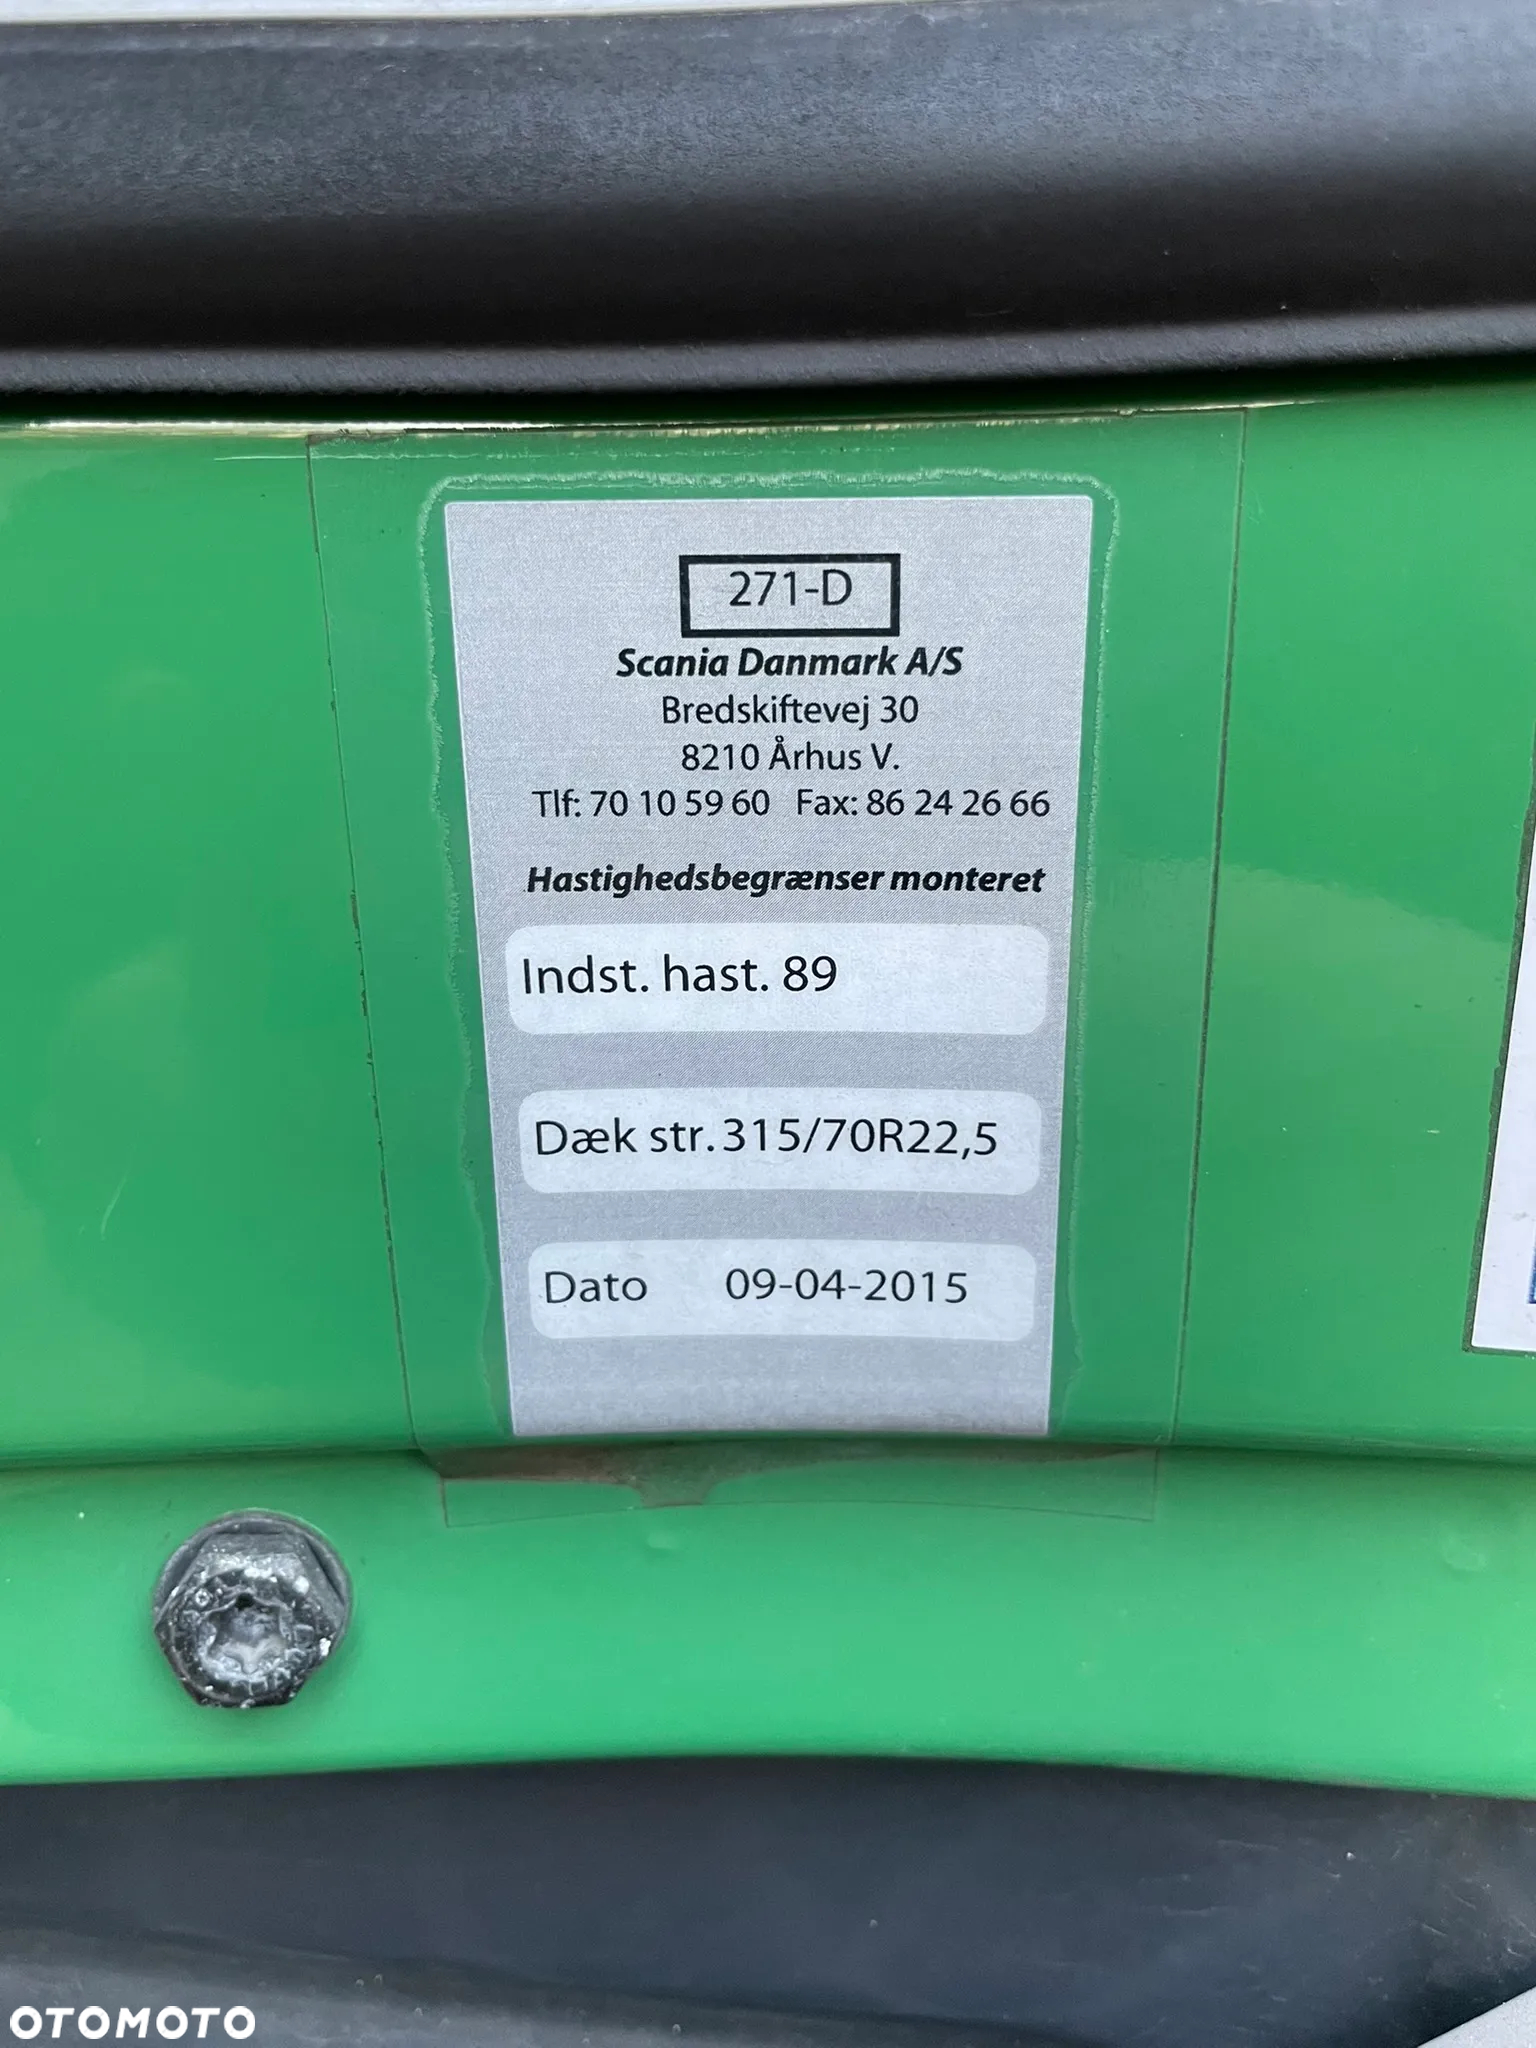 271-D
Scania Danmark A/S
Bredskiftevej 30
8210 Århus V.
Tlf: 70 10 59 60 Fax: 86 24 26 66
Hastighedsbegrænser monteret
Indst. hast. 89
Dæk str. 315/70R22,5
Dato 09-04-2015
OTOMOTO